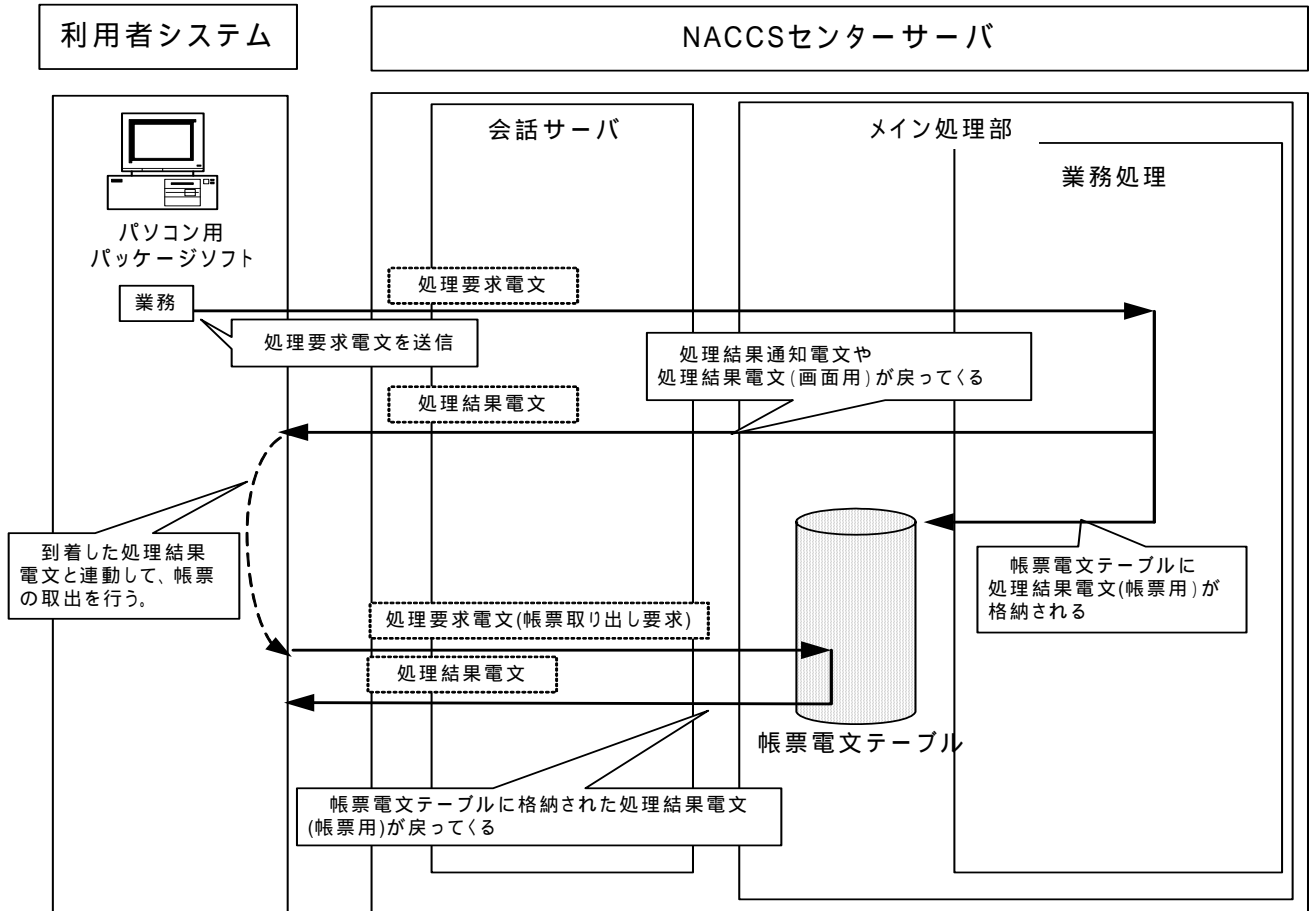 利用者システム
NACCSセンターサーバ
会話サーバ
メイン処理部
業務処理
パソコン用
パッケージソフト
業務
処理要求電文
処理要求電文を送信
処理結果通知電文や
処理結果電文(画面用)が戻ってくる
処理結果電文
到着した処理結果
電文と連動して、帳票
の取出を行う。
帳票電文テーブルに
処理結果電文(帳票用)が
格納される
処理要求電文(帳票取り出し要求)
処理結果電文
帳票電文テーブル
帳票電文テーブルに格納された処理結果電文
(帳票用)が戻ってくる